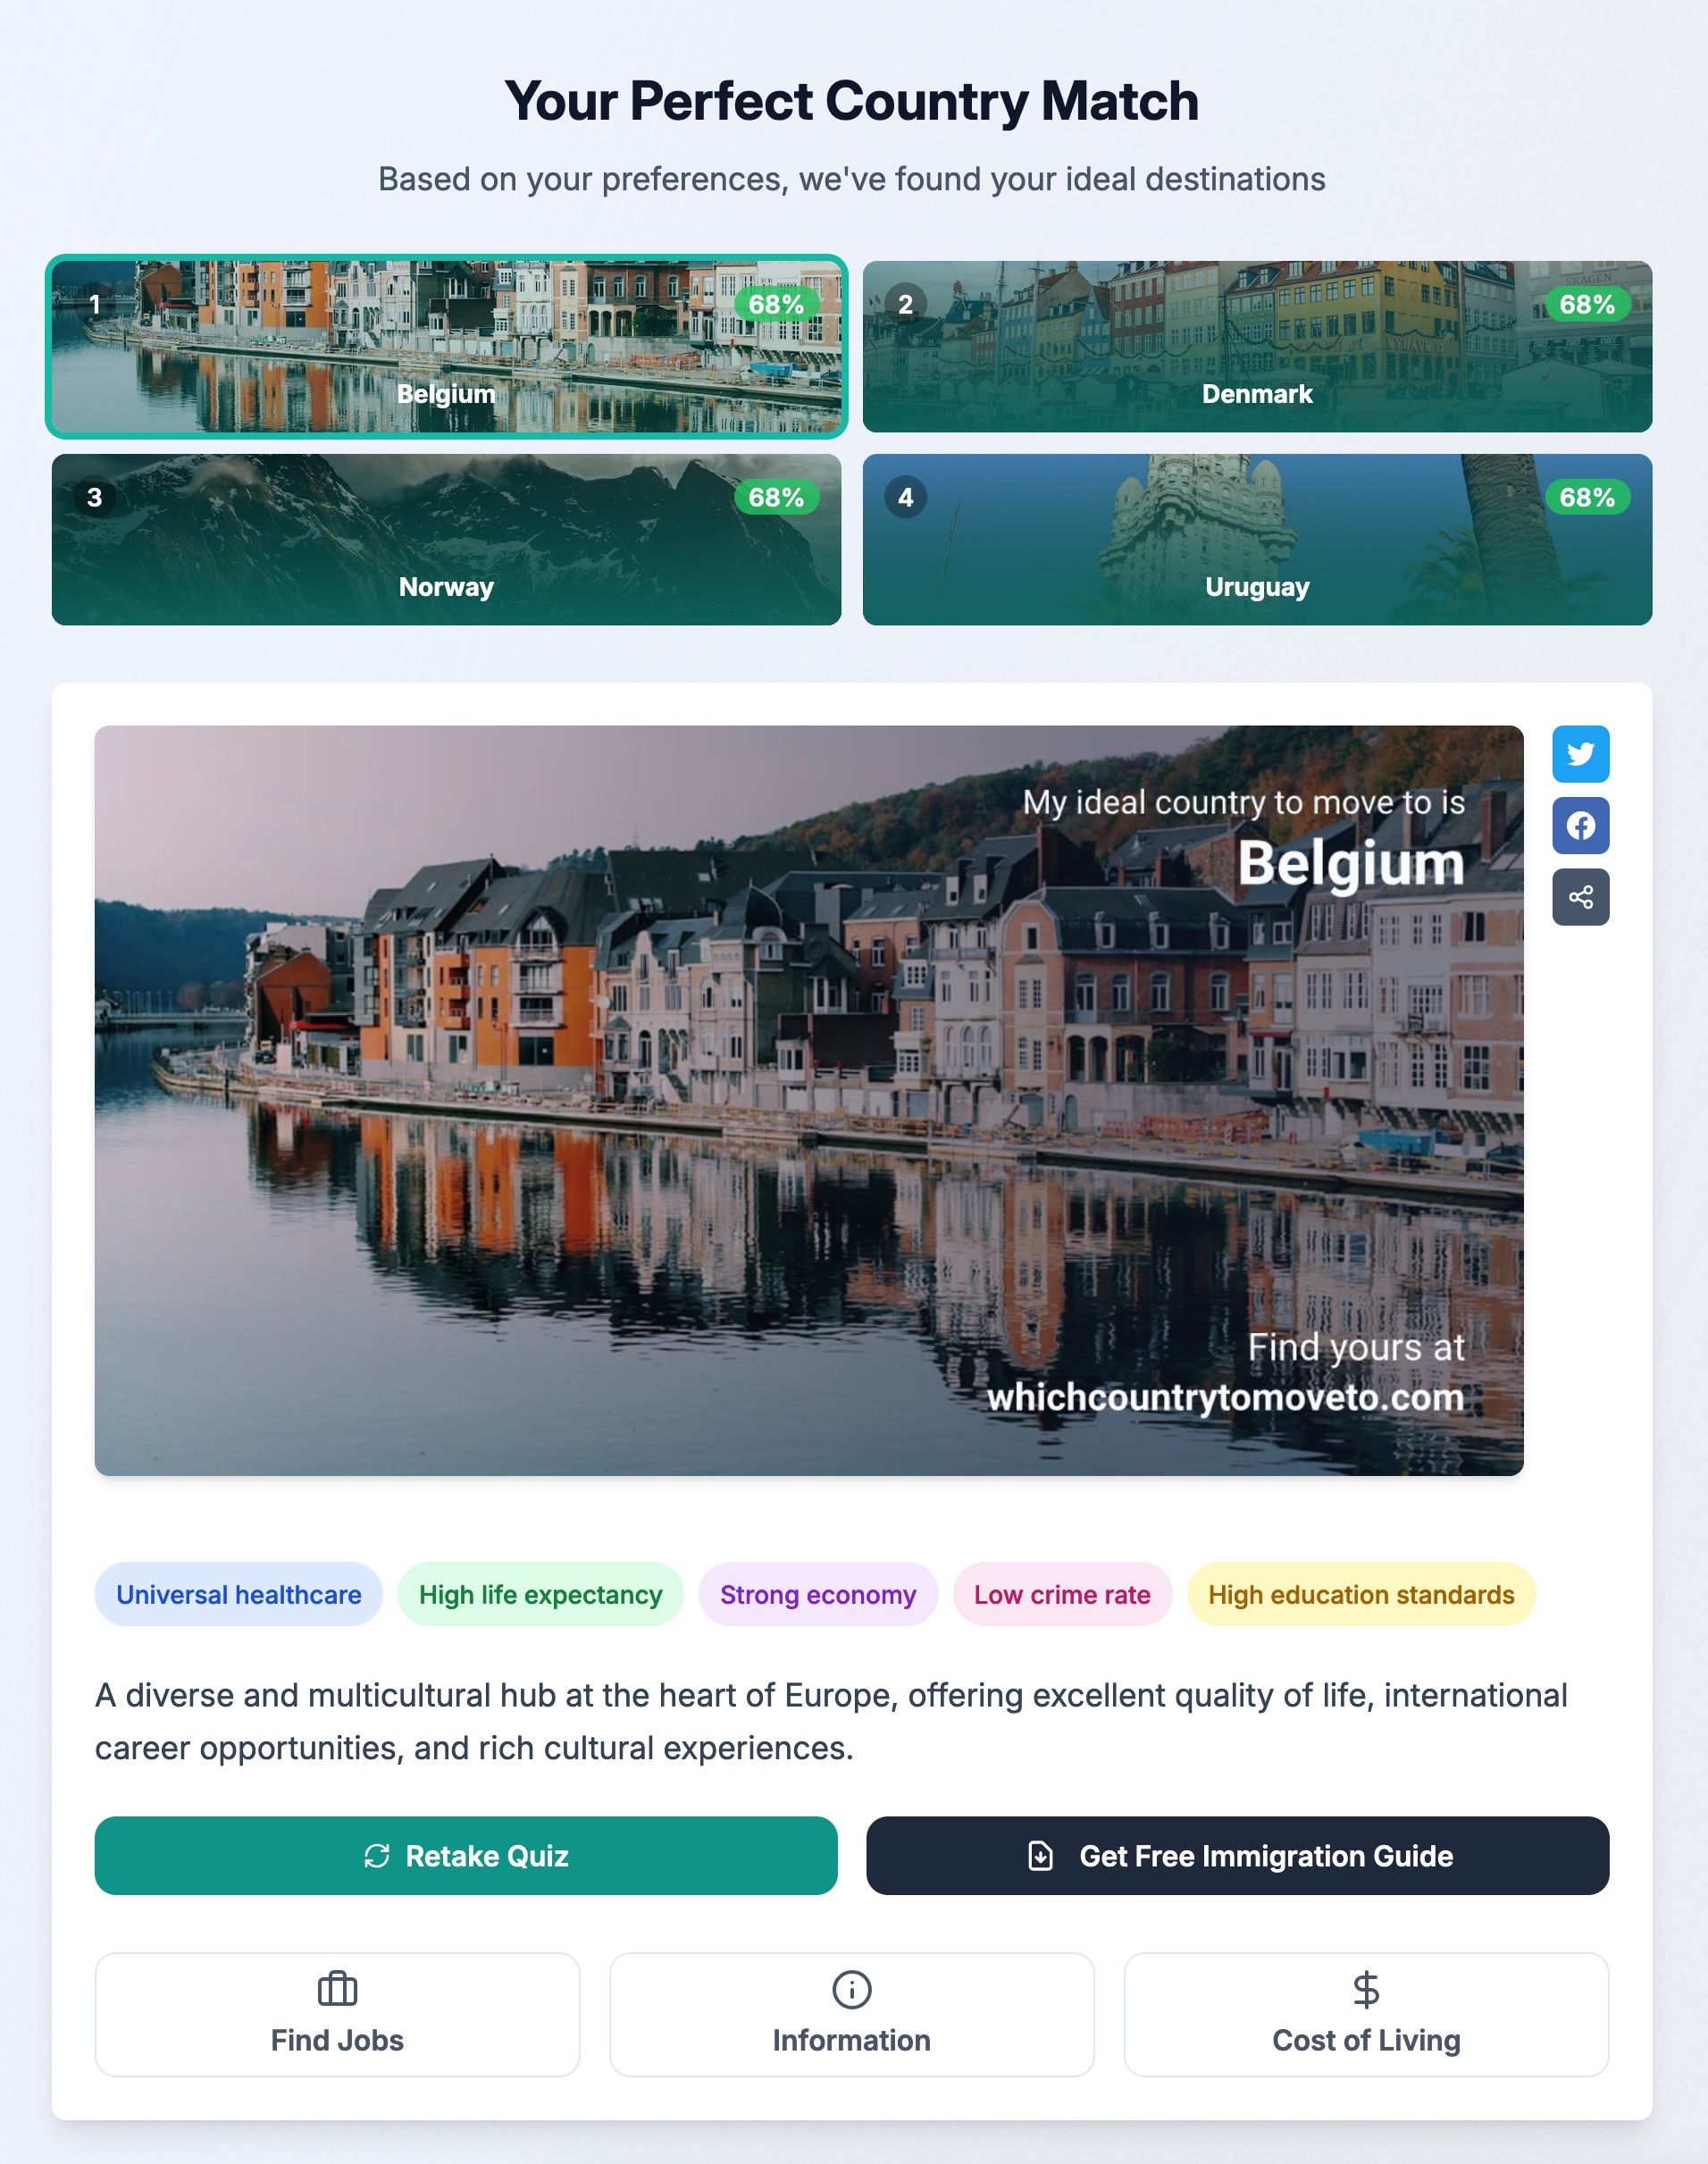 Your Perfect Country Match
Based on your preferences, we've found your ideal destinations
1
68%
Belgium
2
SKAGEN
68%
NYHAVN 17
Denmark
3
68%
Norway
4
68%
Uruguay
My ideal country to move to is
Belgium
Find yours at
whichcountrytomoveto.com
Universal healthcare
High life expectancy
Strong economy
Low crime rate
High education standards
A diverse and multicultural hub at the heart of Europe, offering excellent quality of life, international
career opportunities, and rich cultural experiences.
Retake Quiz
Get Free Immigration Guide
Find Jobs
Information
Cost of Living